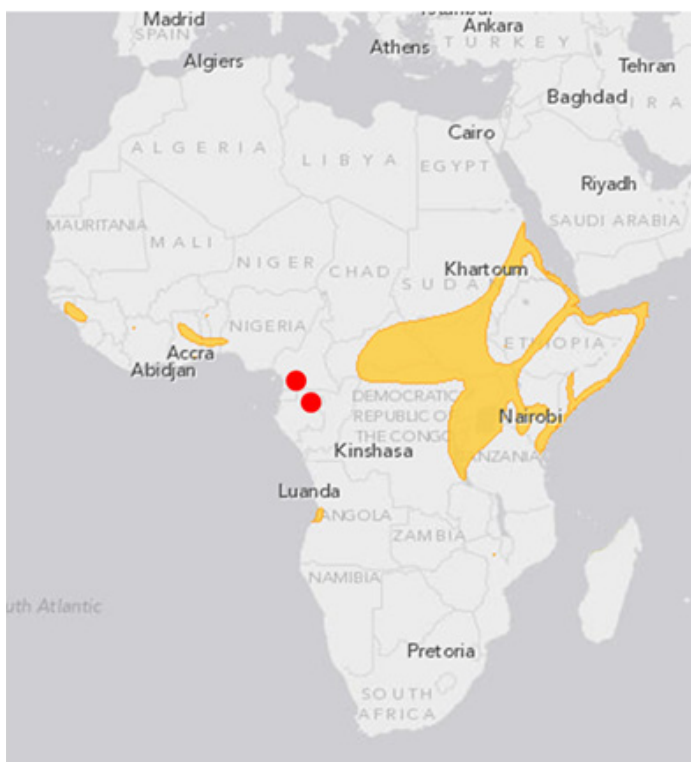 Madrid
SPAIN
Ankara
Athens
TURKEY
Algiers
Tehran
Baghdad
IRA
Cairo
ALGERIA
LIBYA
EGYPT
Riyadh
SAUDI ARABIA
MAURITANIA
MALI
NIGER
CHAD
SUDA
Khartoum
NIGERIA
ETHIOPIA
Accra
Abidjan
DEMOCRATIC
REPUBLIC OF
THE CONGO
Nairobi
Kinshasa
TANZANIA
Luanda
ANGOLA
ZAMBIA
NAMIBIA
uth Atlantic
Pretoria
SOUTH
AFRICA